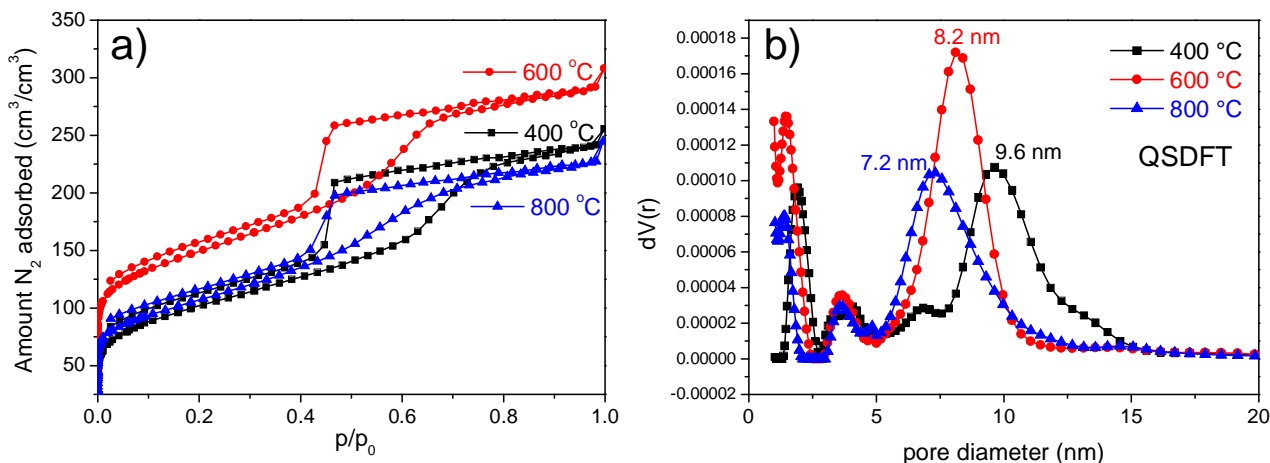 a)
350
300
250
200
150
100
50
0.0
0.2
0.4
0.6
0.8
1.0
p/p₀
Amount N₂ adsorbed (cm³/cm³)
600 °C
400 °C
800 °C
b)
0.00018
0.00016
0.00014
0.00012
0.00010
0.00008
0.00006
0.00004
0.00002
0.00000
-0.00002
0
5
10
15
20
pore diameter (nm)
dV(r)
8.2 nm
7.2 nm
9.6 nm
400 °C
600 °C
800 °C
QSDFT